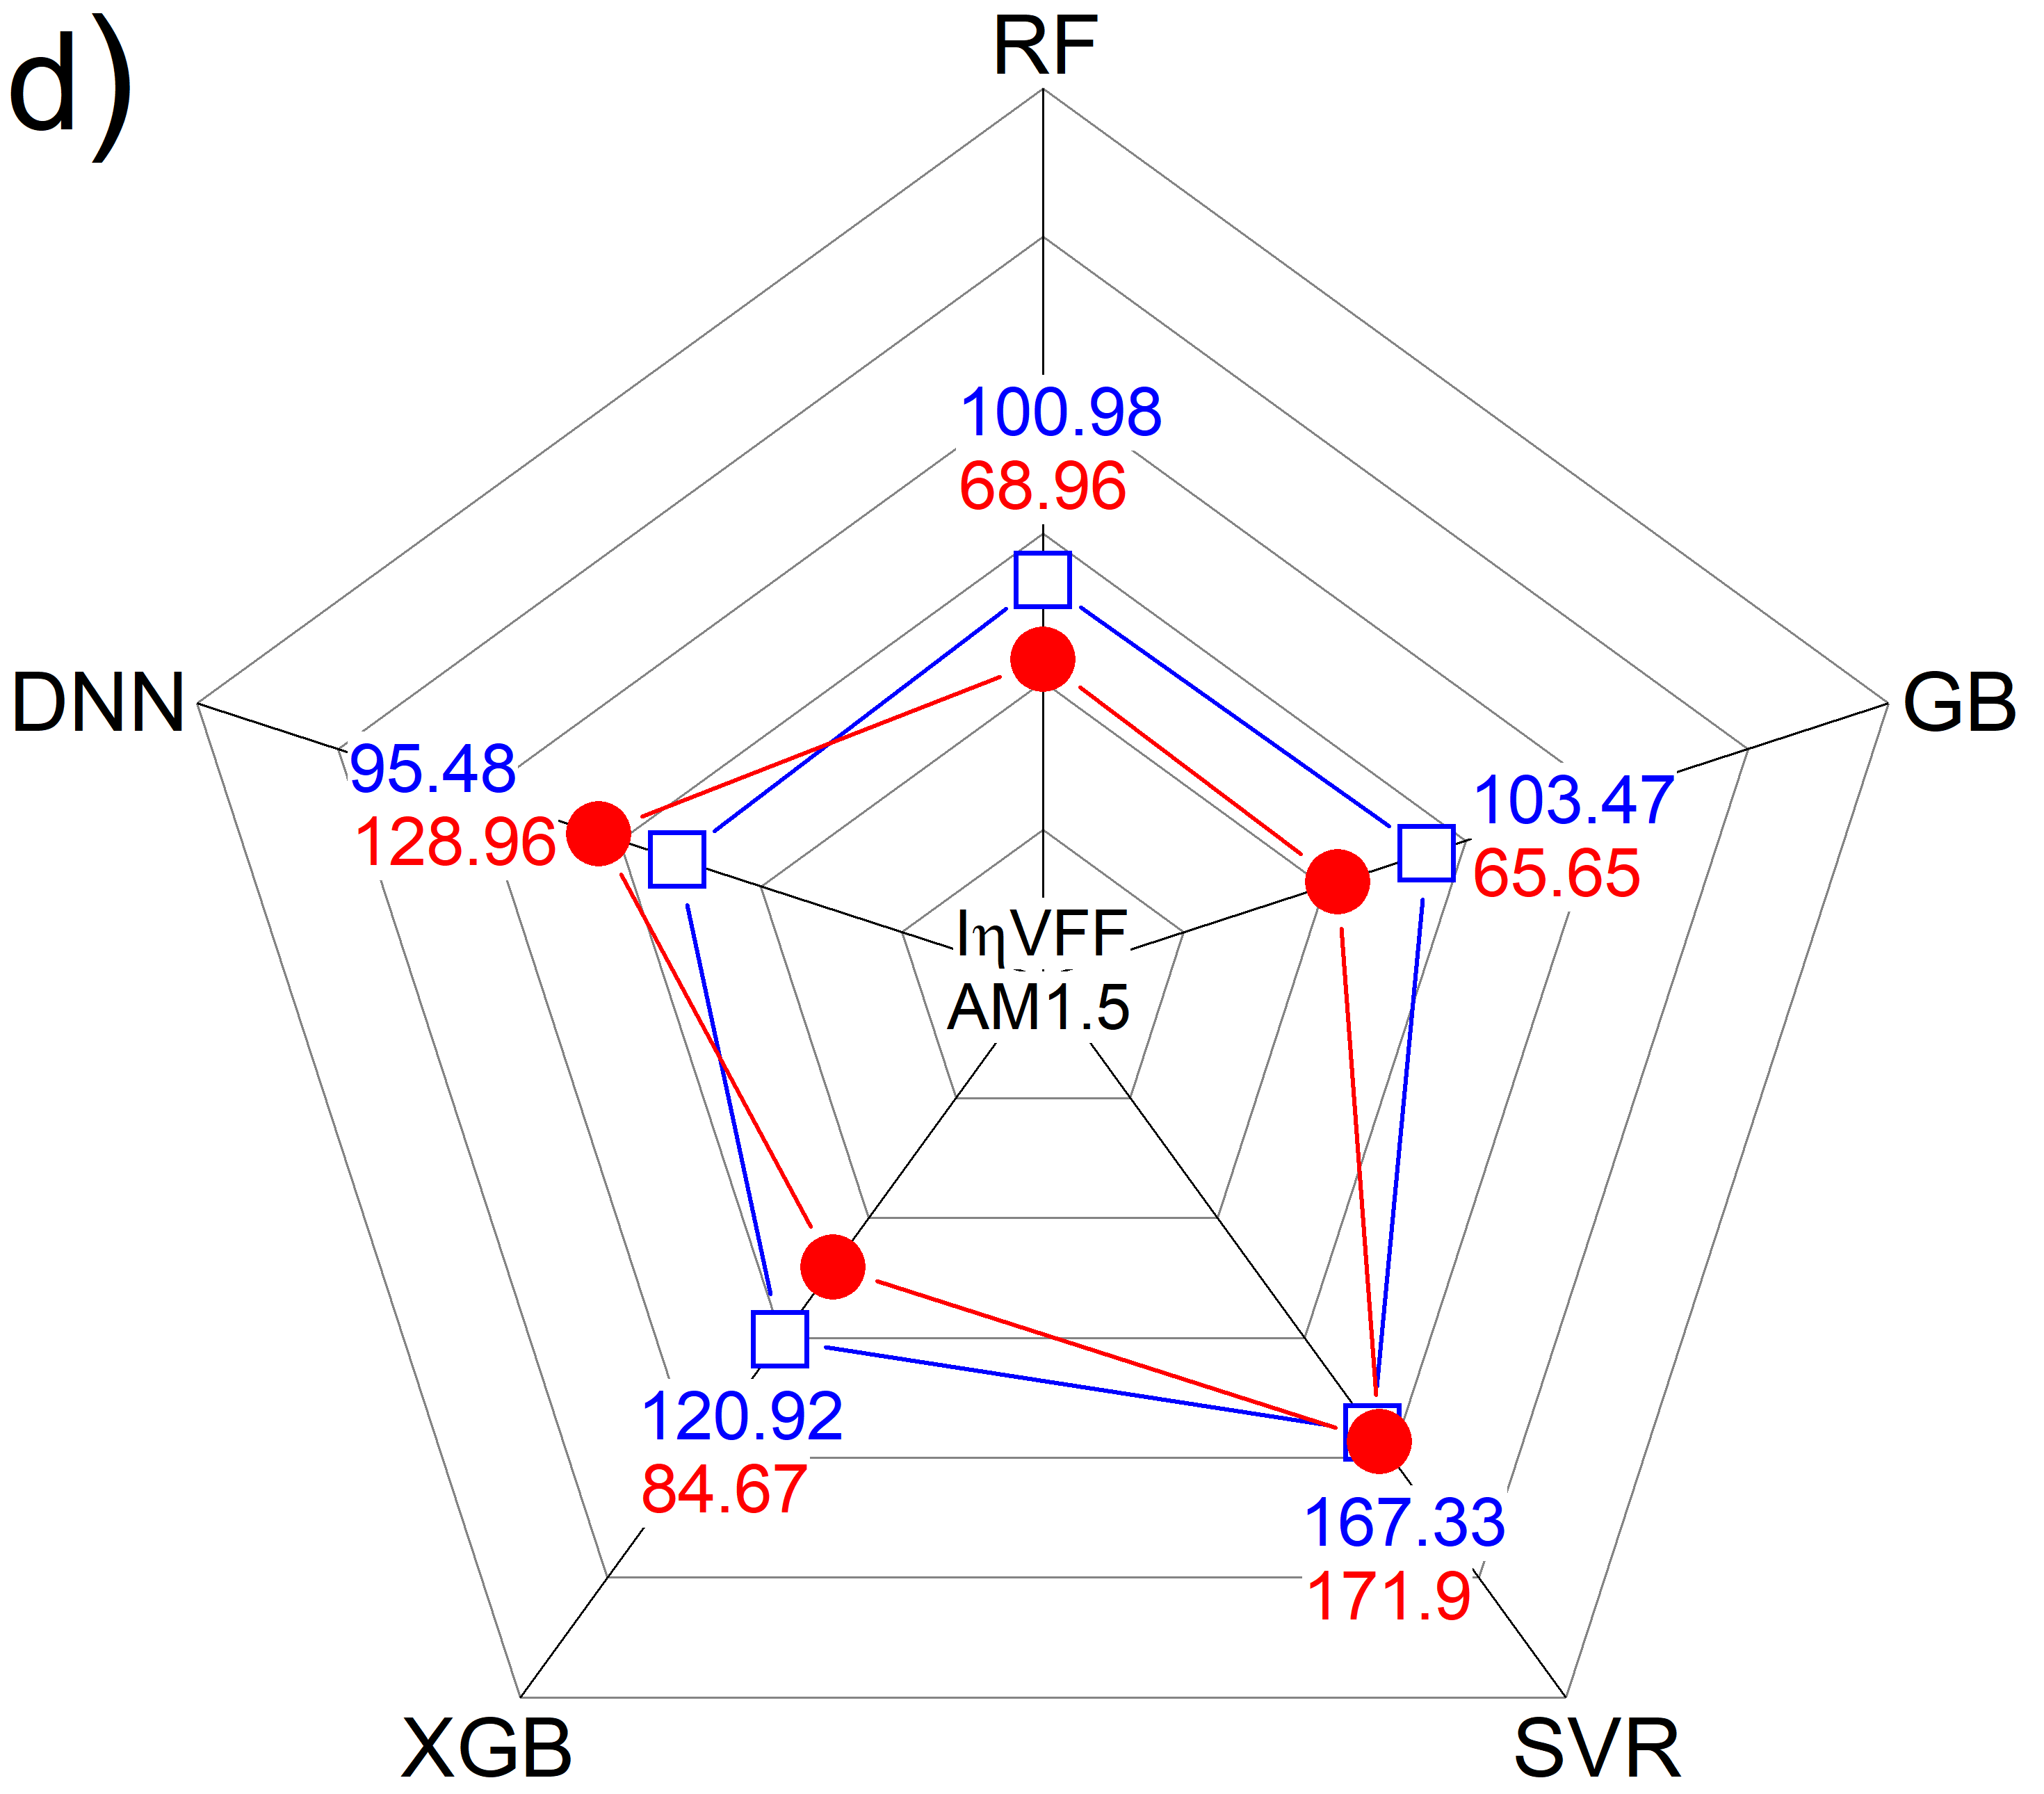 d)
RF
100.98
68.96
DNN
GB
95.48
128.96
103.47
65.65
IηVFF
AM1.5
120.92
84.67
167.33
171.9
XGB
SVR